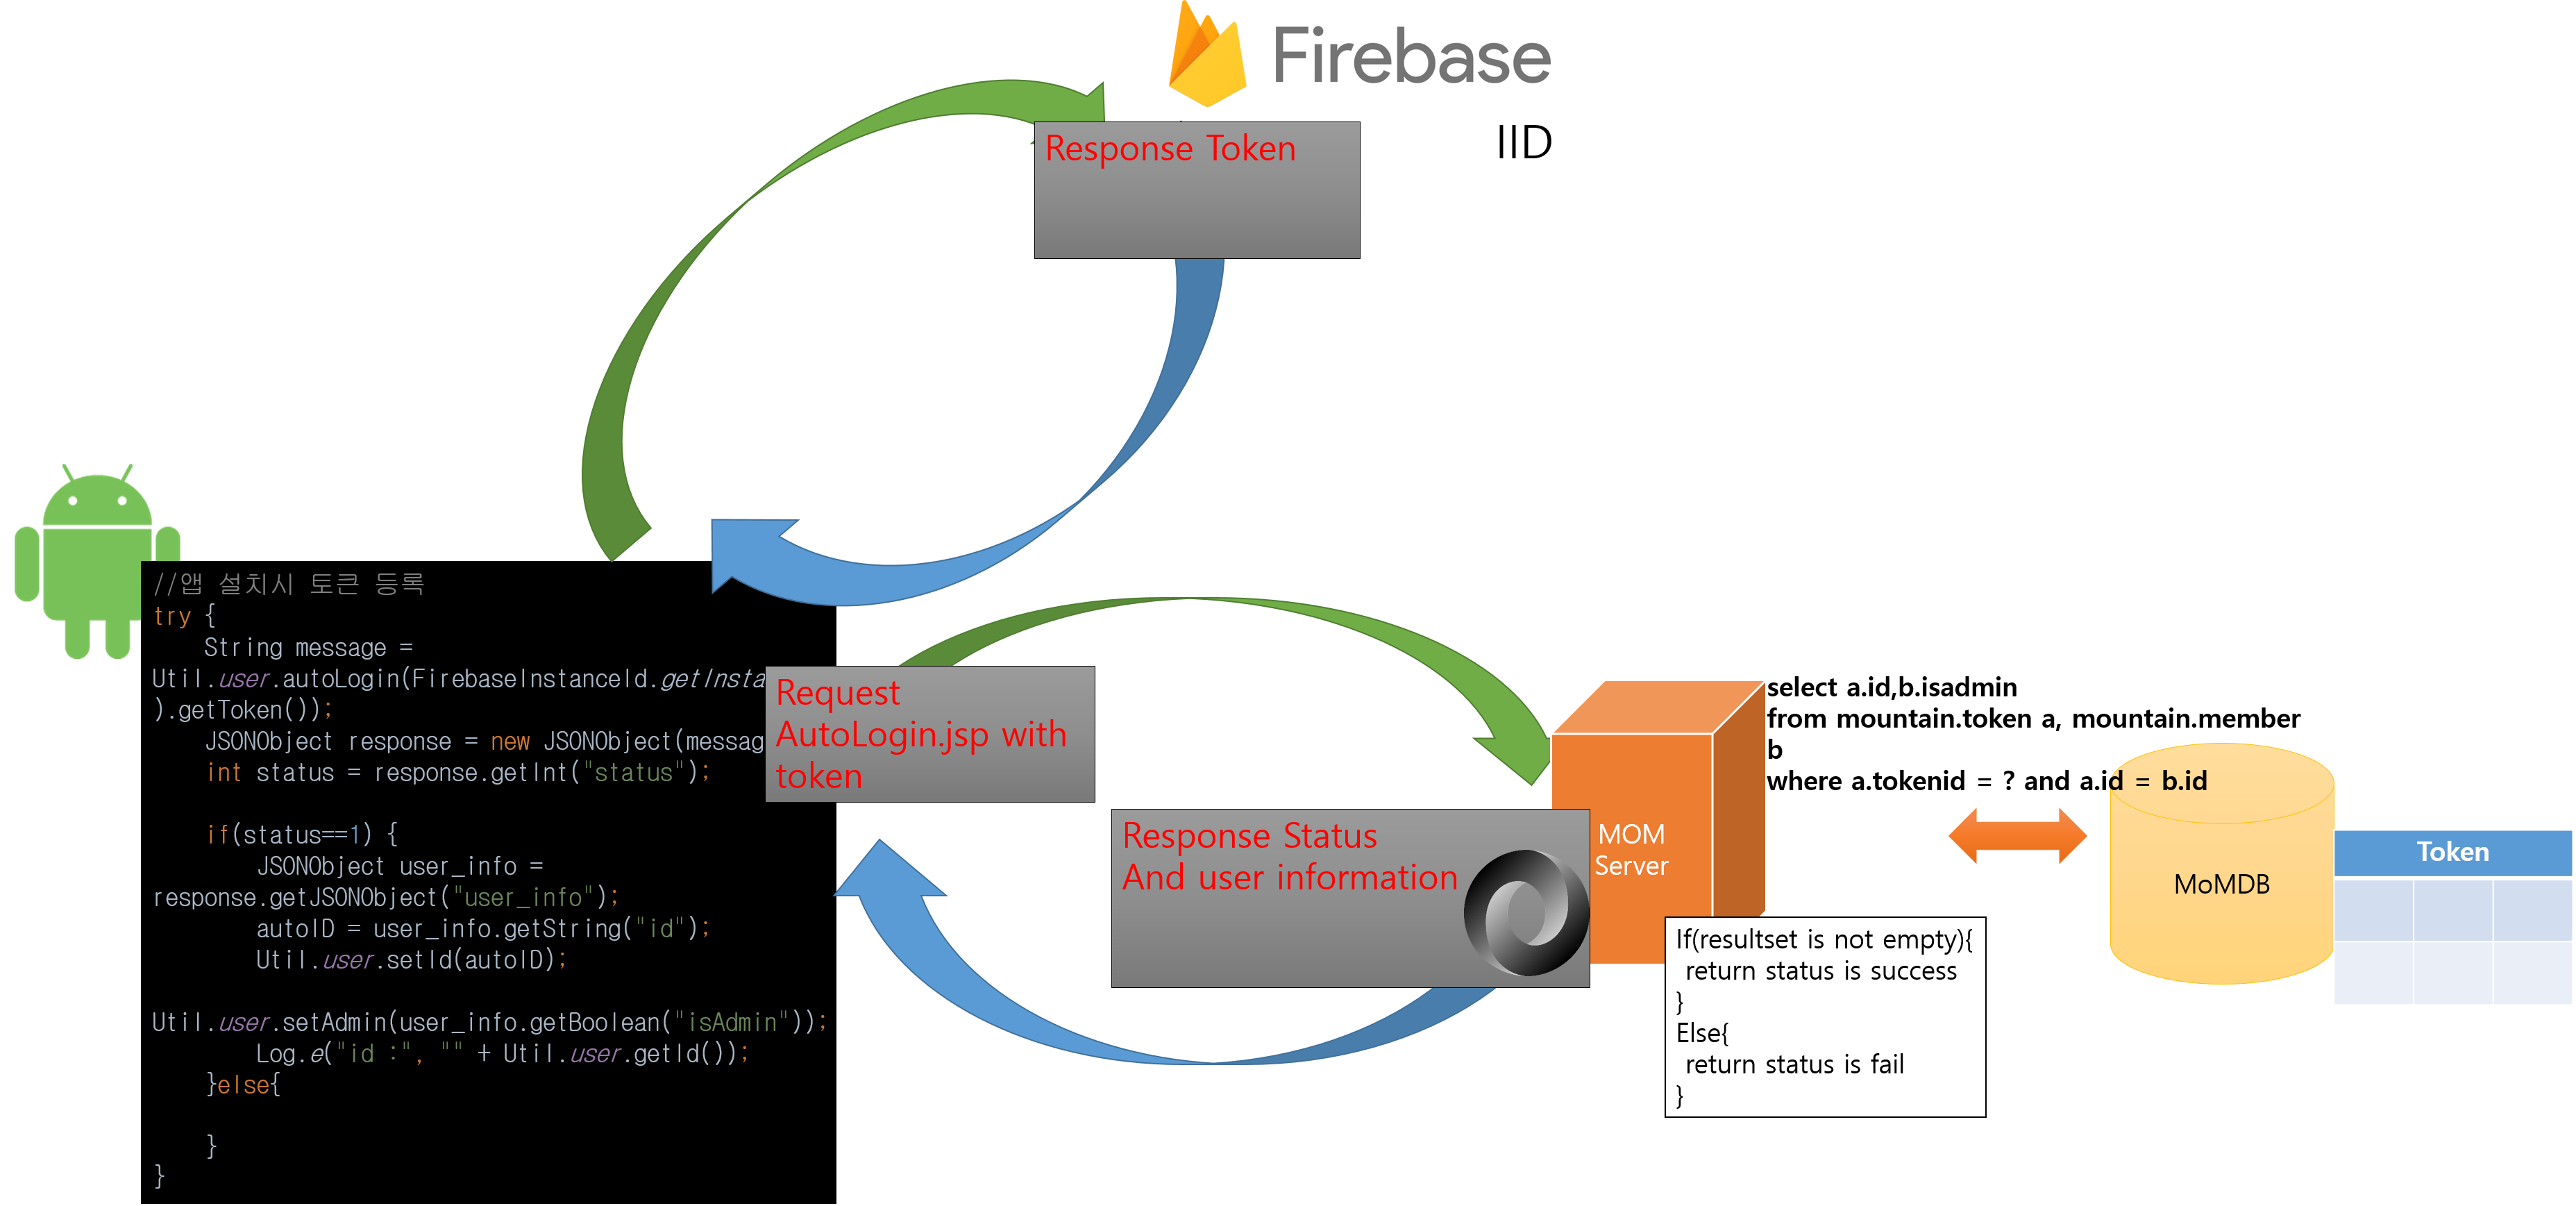 Firebase
IID
Response Token
//앱 설치시 토큰 등록
try {
String message =
Util.user.autoLogin(FirebaseInstanceId.getInsta
).getToken());
JSONObject response = new JSONObject(messag
int status = response.getInt("status");
if(status==1) {
JSONObject user_info =
response.getJSONObject("user_info");
autoID = user_info.getString("id");
Util.user.setId(autoID);
Util.user.setAdmin(user_info.getBoolean("isAdmin"));
Log.e("id :", "" + Util.user.getId());
}else{
}
}
Request
AutoLogin.jsp with
token
Response Status
And user information
MOM
Server
select a.id,b.isadmin
from mountain.token a, mountain.member
b
where a.tokenid = ? and a.id = b.id
If(resultset is not empty){
return status is success
}
Else{
return status is fail
}
MoMDB
Token